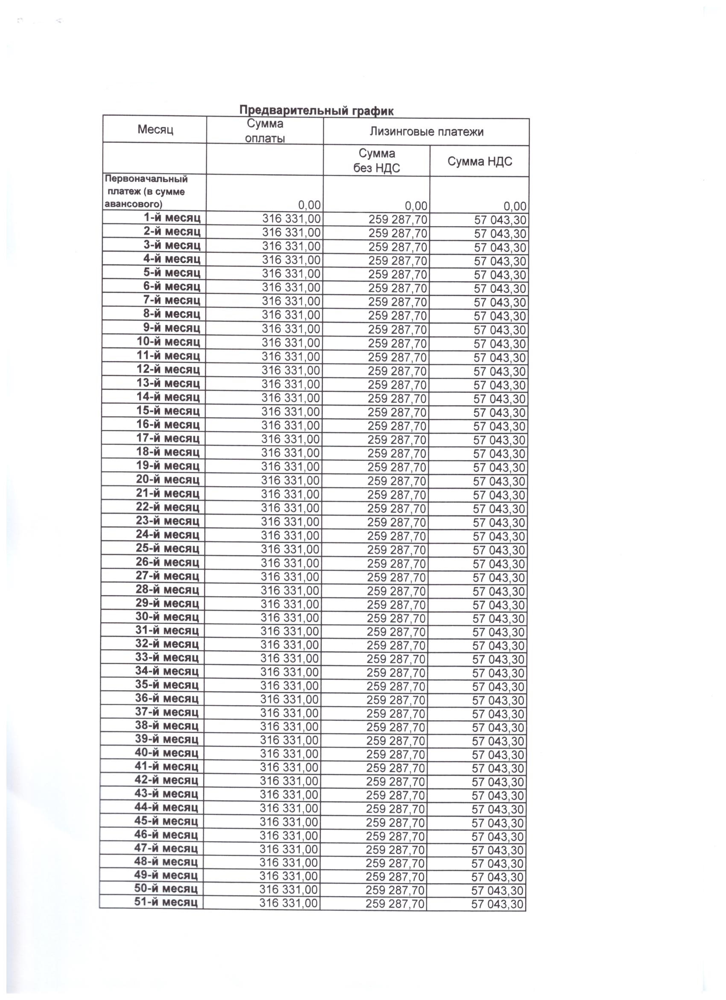 Предварительный график
Месяц Сумма оплаты Лизинговые платежи
Сумма без НДС Сумма НДС
Первоначальный
платеж (в сумме
авансового) 0,00 0,00 0,00
1-й месяц 316 331,00 259 287,70 57 043,30
2-й месяц 316 331,00 259 287,70 57 043,30
3-й месяц 316 331,00 259 287,70 57 043,30
4-й месяц 316 331,00 259 287,70 57 043,30
5-й месяц 316 331,00 259 287,70 57 043,30
6-й месяц 316 331,00 259 287,70 57 043,30
7-й месяц 316 331,00 259 287,70 57 043,30
8-й месяц 316 331,00 259 287,70 57 043,30
9-й месяц 316 331,00 259 287,70 57 043,30
10-й месяц 316 331,00 259 287,70 57 043,30
11-й месяц 316 331,00 259 287,70 57 043,30
12-й месяц 316 331,00 259 287,70 57 043,30
13-й месяц 316 331,00 259 287,70 57 043,30
14-й месяц 316 331,00 259 287,70 57 043,30
15-й месяц 316 331,00 259 287,70 57 043,30
16-й месяц 316 331,00 259 287,70 57 043,30
17-й месяц 316 331,00 259 287,70 57 043,30
18-й месяц 316 331,00 259 287,70 57 043,30
19-й месяц 316 331,00 259 287,70 57 043,30
20-й месяц 316 331,00 259 287,70 57 043,30
21-й месяц 316 331,00 259 287,70 57 043,30
22-й месяц 316 331,00 259 287,70 57 043,30
23-й месяц 316 331,00 259 287,70 57 043,30
24-й месяц 316 331,00 259 287,70 57 043,30
25-й месяц 316 331,00 259 287,70 57 043,30
26-й месяц 316 331,00 259 287,70 57 043,30
27-й месяц 316 331,00 259 287,70 57 043,30
28-й месяц 316 331,00 259 287,70 57 043,30
29-й месяц 316 331,00 259 287,70 57 043,30
30-й месяц 316 331,00 259 287,70 57 043,30
31-й месяц 316 331,00 259 287,70 57 043,30
32-й месяц 316 331,00 259 287,70 57 043,30
33-й месяц 316 331,00 259 287,70 57 043,30
34-й месяц 316 331,00 259 287,70 57 043,30
35-й месяц 316 331,00 259 287,70 57 043,30
36-й месяц 316 331,00 259 287,70 57 043,30
37-й месяц 316 331,00 259 287,70 57 043,30
38-й месяц 316 331,00 259 287,70 57 043,30
39-й месяц 316 331,00 259 287,70 57 043,30
40-й месяц 316 331,00 259 287,70 57 043,30
41-й месяц 316 331,00 259 287,70 57 043,30
42-й месяц 316 331,00 259 287,70 57 043,30
43-й месяц 316 331,00 259 287,70 57 043,30
44-й месяц 316 331,00 259 287,70 57 043,30
45-й месяц 316 331,00 259 287,70 57 043,30
46-й месяц 316 331,00 259 287,70 57 043,30
47-й месяц 316 331,00 259 287,70 57 043,30
48-й месяц 316 331,00 259 287,70 57 043,30
49-й месяц 316 331,00 259 287,70 57 043,30
50-й месяц 316 331,00 259 287,70 57 043,30
51-й месяц 316 331,00 259 287,70 57 043,30